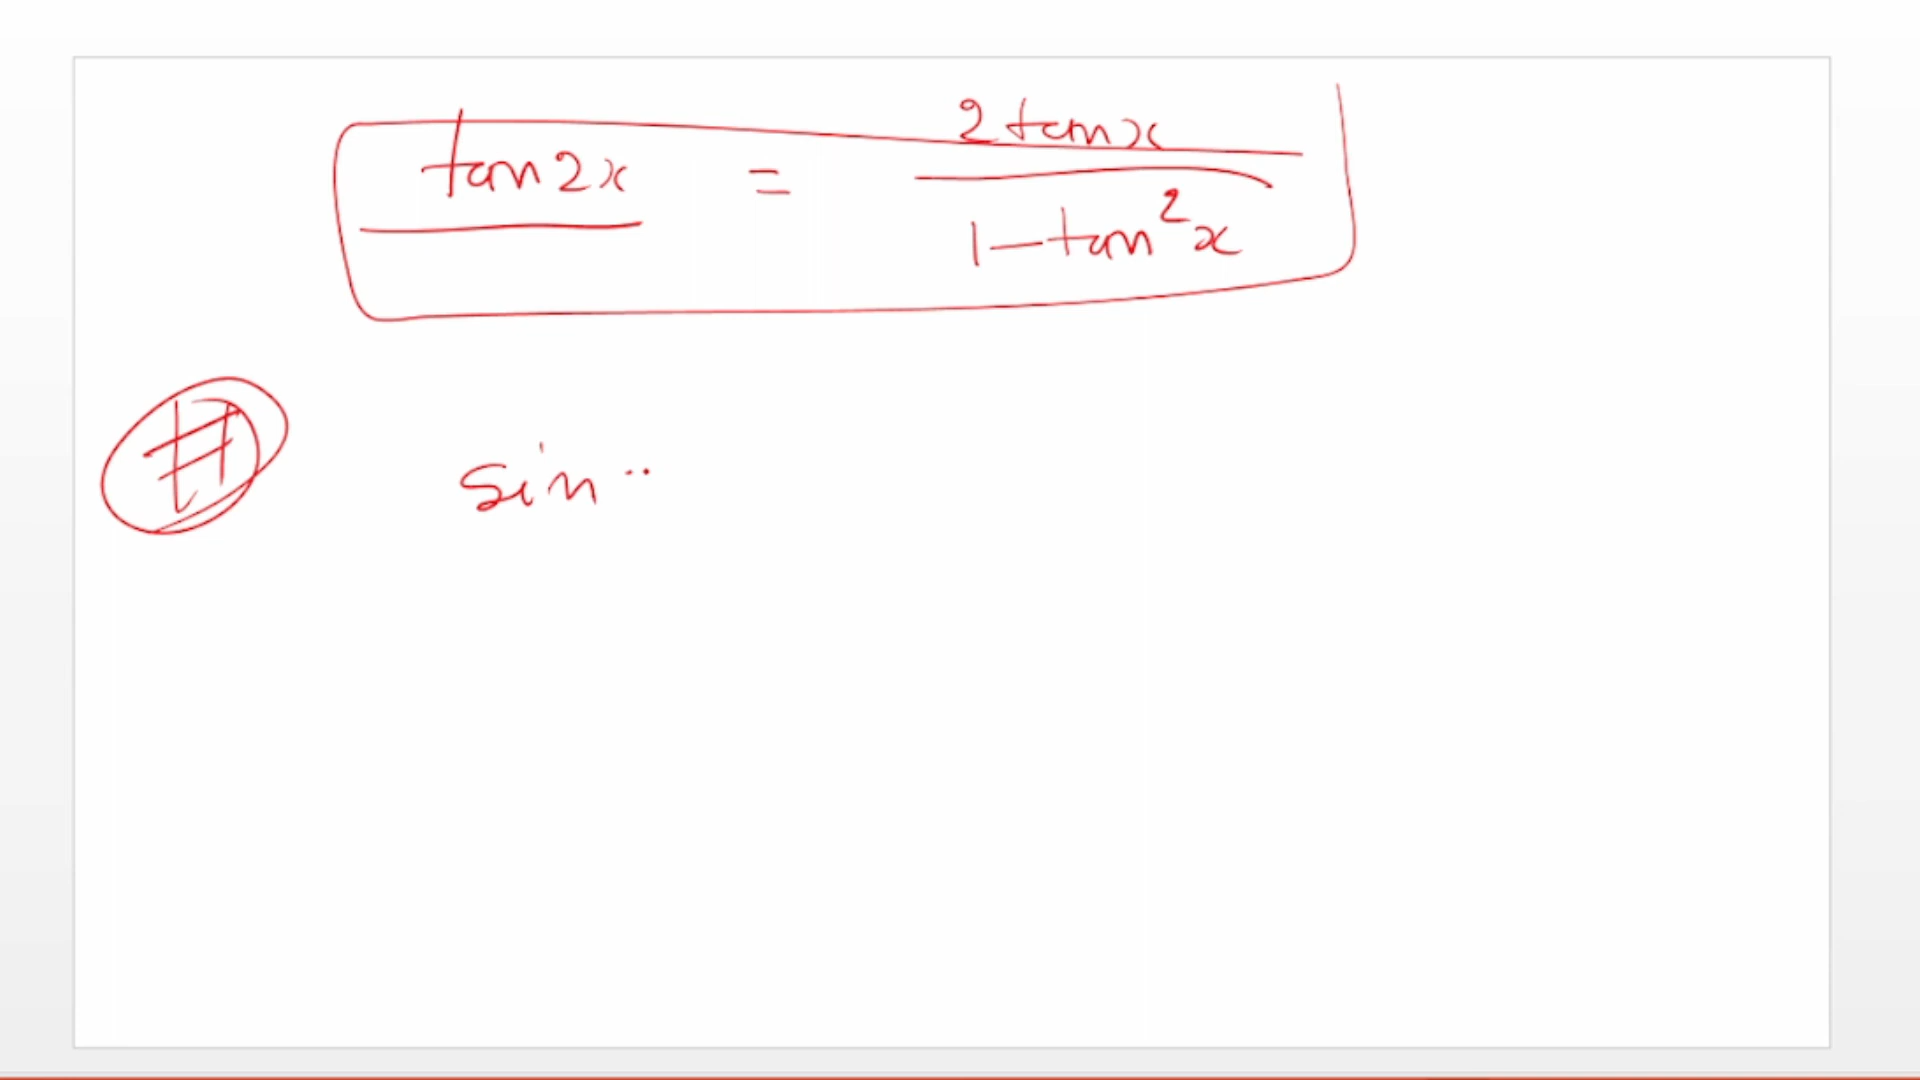 tan 2x = 2 tan x / 1 - tan²x
# sin ..